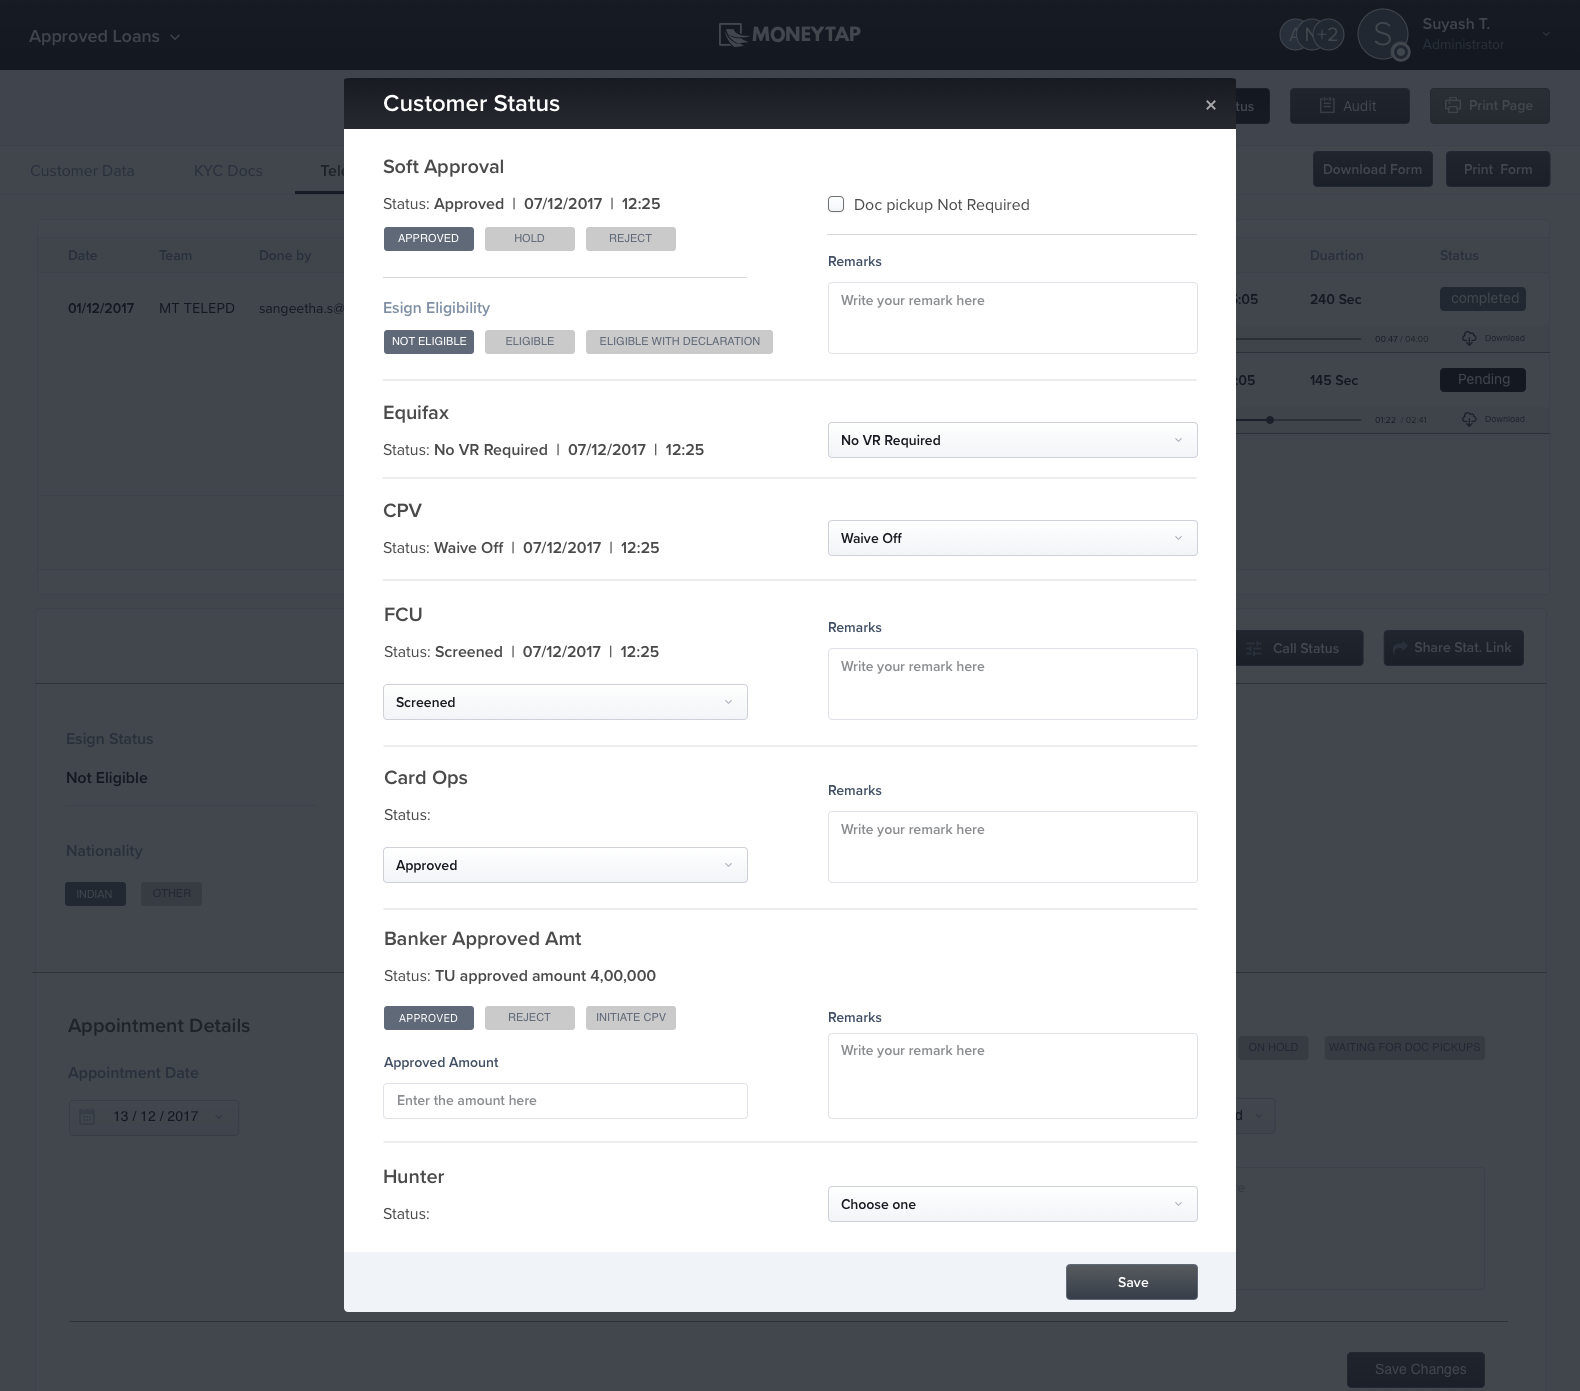 Approved Loans
MONEYTAP
+2
S
Suyash T.
Administrator
Customer Status
×
Audit
Print Page
Customer Data
KYC Docs
Download Form
Print Form
Soft Approval
Status: Approved | 07/12/2017 | 12:25
Doc pickup Not Required
APPROVED
HOLD
REJECT
Remarks
Write your remark here
Esign Eligibility
NOT ELIGIBLE
ELIGIBLE
ELIGIBLE WITH DECLARATION
Date
Team
Done by
Duartion
Status
01/12/2017
MT TELEPD
sangeetha.s@
:05
240 Sec
completed
00:47 / 04:00
Download
:05
145 Sec
Pending
01:22 / 02:41
Download
Equifax
Status: No VR Required | 07/12/2017 | 12:25
No VR Required
CPV
Status: Waive Off | 07/12/2017 | 12:25
Waive Off
FCU
Status: Screened | 07/12/2017 | 12:25
Screened
Remarks
Write your remark here
Call Status
Share Stat. Link
Esign Status
Not Eligible
Nationality
INDIAN
OTHER
Card Ops
Status:
Approved
Remarks
Write your remark here
Banker Approved Amt
Status: TU approved amount 4,00,000
APPROVED
REJECT
INITIATE CPV
Remarks
Write your remark here
Approved Amount
Enter the amount here
Appointment Details
Appointment Date
13 / 12 / 2017
ON HOLD
WAITING FOR DOC PICKUPS
Hunter
Status:
Choose one
Save
Save Changes